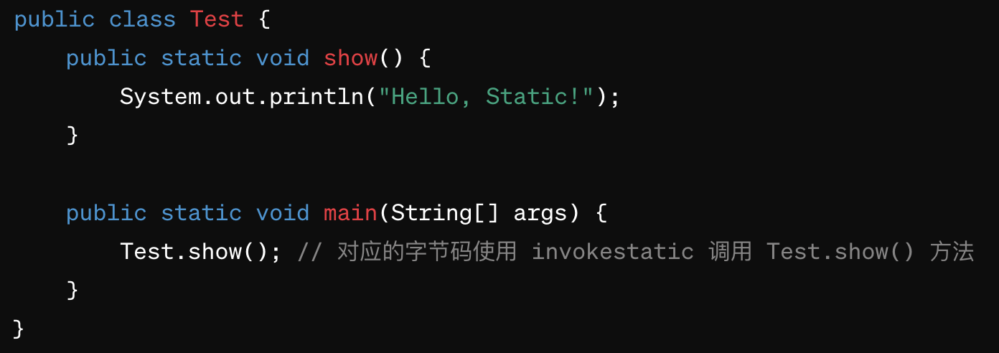 public class Test {
    public static void show() {
        System.out.println("Hello, Static!");
    }

    public static void main(String[] args) {
        Test.show(); // 对应的字节码使用 invokestatic 调用 Test.show() 方法
    }
}